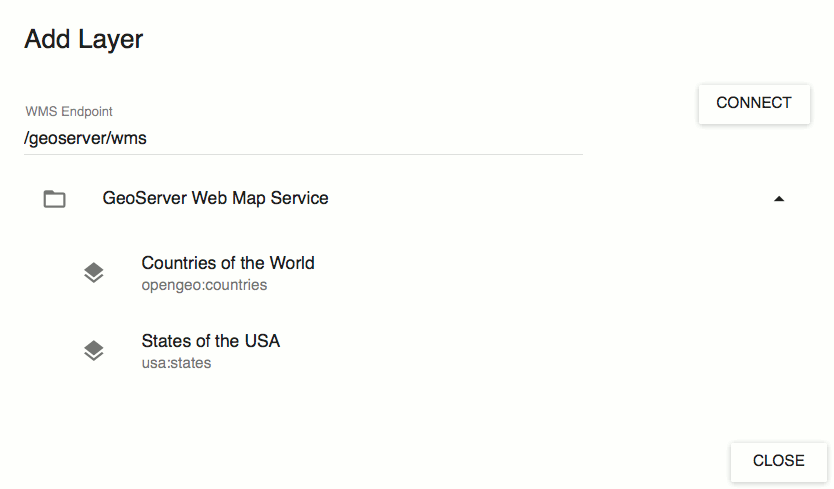 Add Layer
WMS Endpoint
CONNECT
/geoserver/wms
GeoServer Web Map Service
Countries of the World
opengeo:countries
States of the USA
usa:states
CLOSE